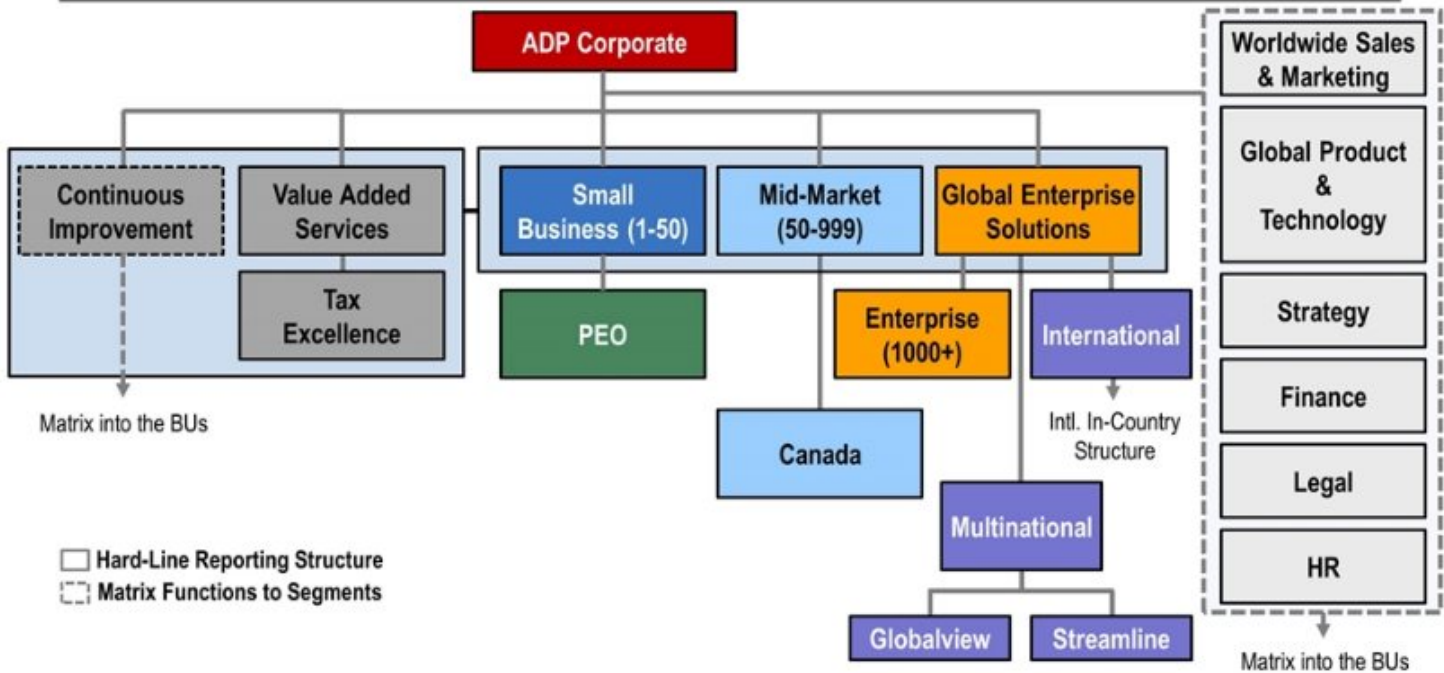 ADP Corporate
Continuous
Improvement
Value Added
Services
Small
Business (1-50)
Mid-Market
(50-999)
Global Enterprise
Solutions
Tax
Excellence
PEO
Enterprise
(1000+)
International
Matrix into the BUs
Intl. In-Country
Structure
Canada
Multinational
Globalview
Streamline
Hard-Line Reporting Structure
Matrix Functions to Segments
Worldwide Sales
& Marketing
Global Product
&
Technology
Strategy
Finance
Legal
HR
Matrix into the BUs